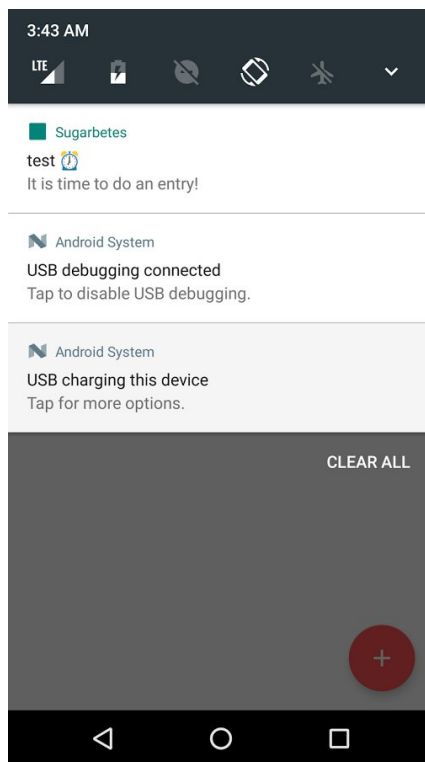 3:43 AM
LTE
Sugarbetes
test ⏰
It is time to do an entry!
Android System
USB debugging connected
Tap to disable USB debugging.
Android System
USB charging this device
Tap for more options.
CLEAR ALL